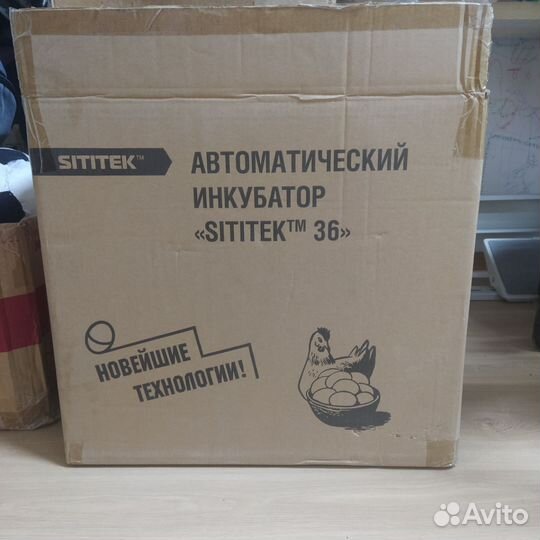 SITITEK™
АВТОМАТИЧЕСКИЙ
ИНКУБАТОР
«SITITEK™ 36»
НОВЕЙШИЕ
ТЕХНОЛОГИИ!
Avito